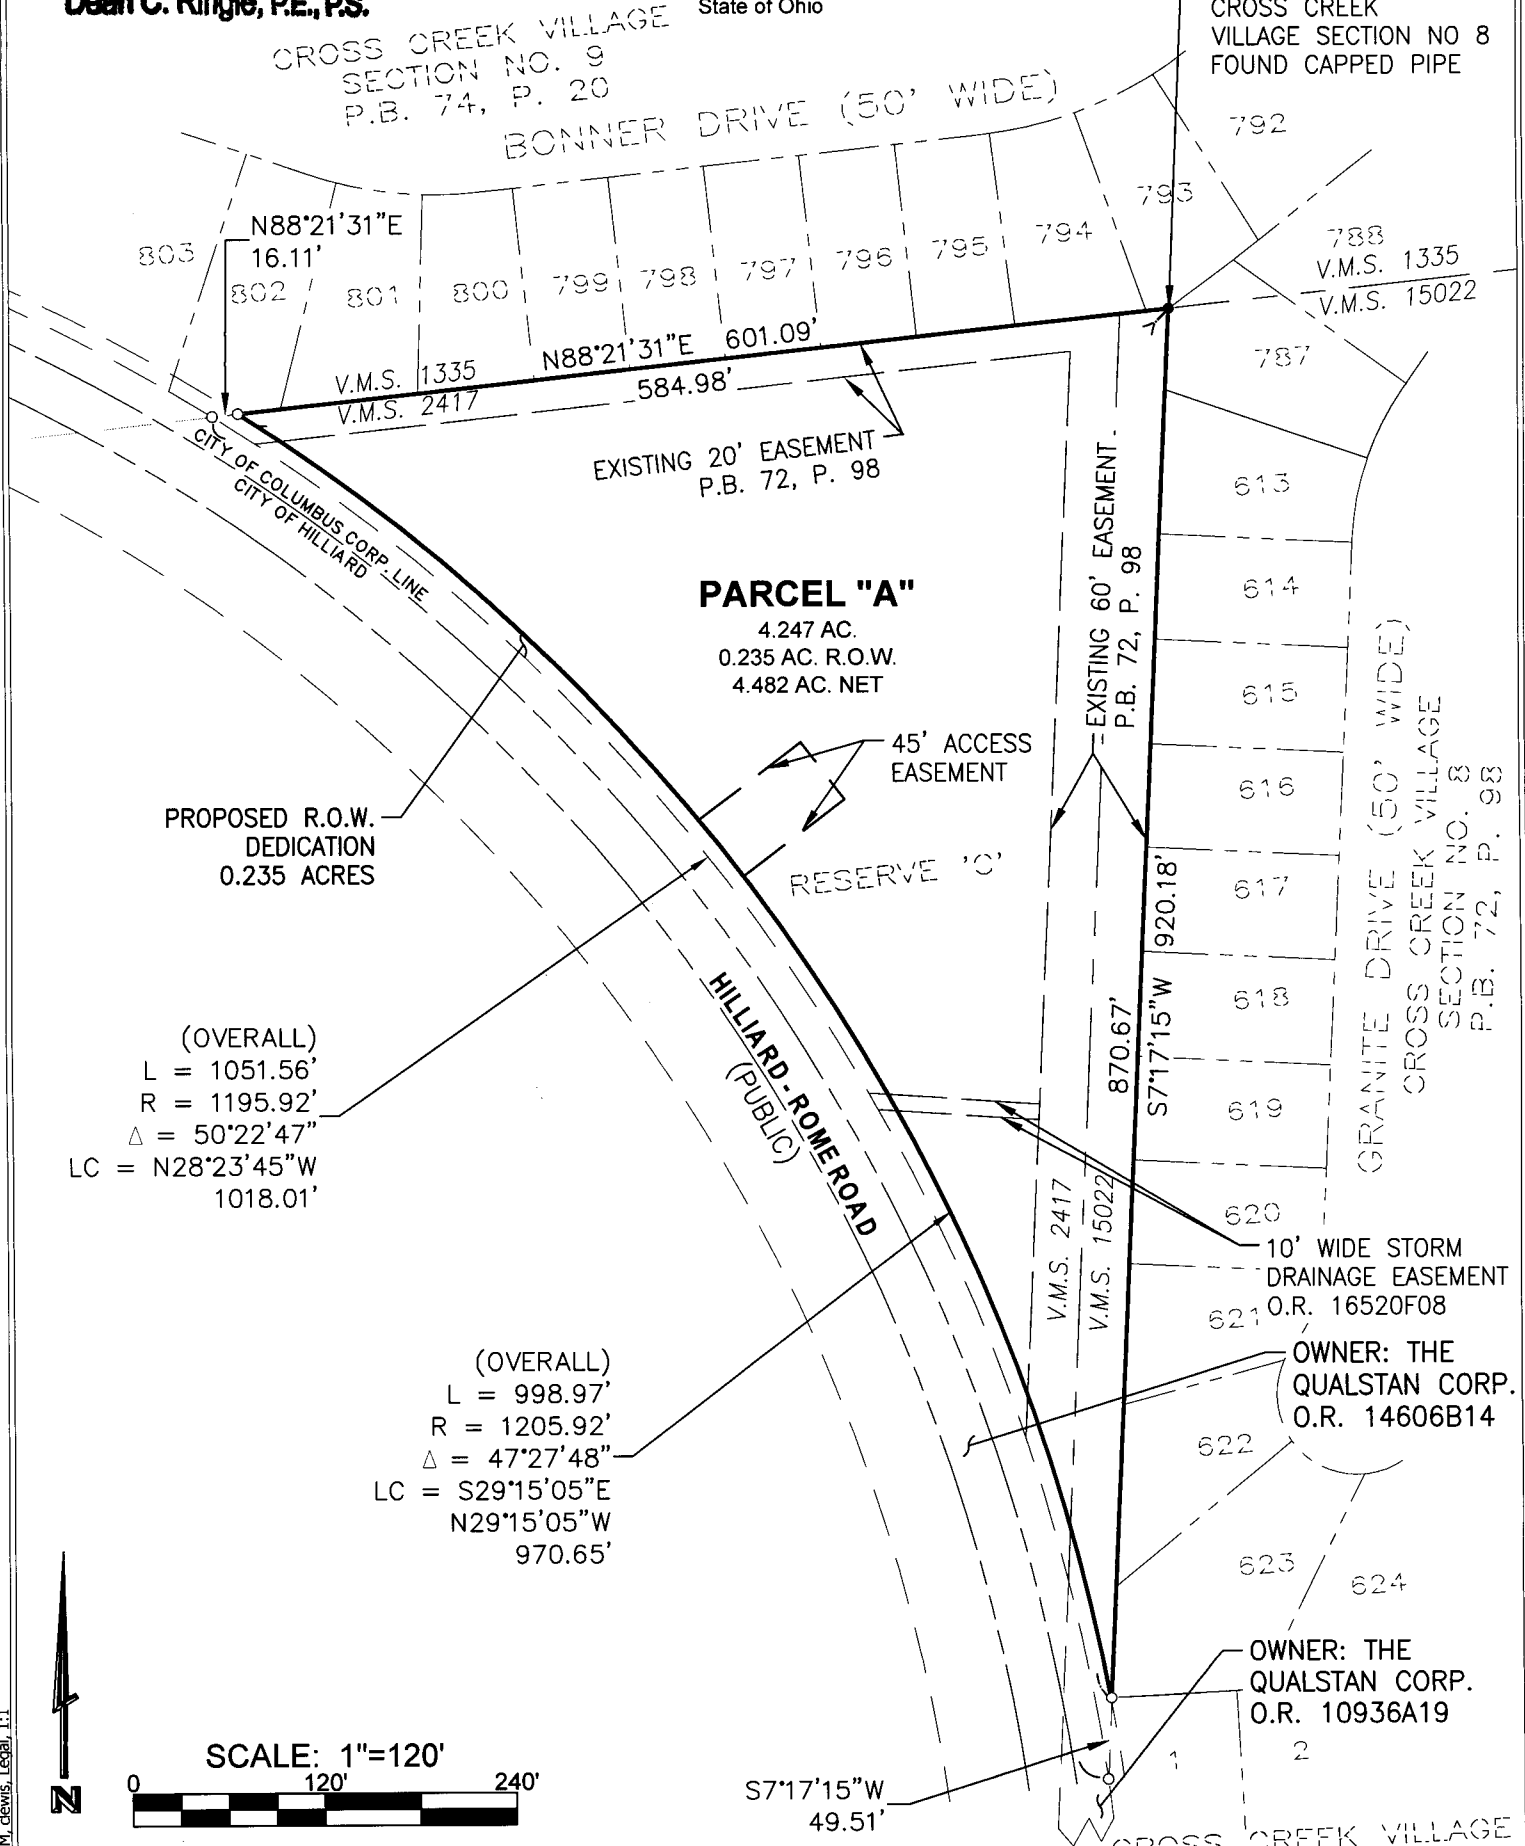 Dean C. Ringle, P.E., P.S.
State of Ohio
CROSS CREEK
VILLAGE SECTION NO 8
FOUND CAPPED PIPE
CROSS CREEK VILLAGE
SECTION NO. 9
P.B. 74, P. 20
BONNER DRIVE (50' WIDE)
792
793
788
794
795
796
797
798
799
800
801
802
803
N88°21'31"E
16.11'
V.M.S. 1335
V.M.S. 15022
787
N88°21'31"E 601.09'
584.98'
V.M.S. 1335
V.M.S. 2417
CITY OF COLUMBUS CORP. LINE
CITY OF HILLIARD
EXISTING 20' EASEMENT
P.B. 72, P. 98
EXISTING 60' EASEMENT
P.B. 72, P. 98
PARCEL "A"
4.247 AC.
0.235 AC. R.O.W.
4.482 AC. NET
45' ACCESS
EASEMENT
PROPOSED R.O.W.
DEDICATION
0.235 ACRES
RESERVE 'C'
613
614
615
616
617
618
619
620
621
622
623
624
GRANITE DRIVE (50' WIDE)
CROSS CREEK VILLAGE
SECTION NO. 8
P.B. 72, P. 98
S7°17'15"W 920.18'
870.67'
HILLIARD-ROME ROAD
(PUBLIC)
(OVERALL)
L = 1051.56'
R = 1195.92'
Δ = 50°22'47"
LC = N28°23'45"W
1018.01'
V.M.S. 2417
V.M.S. 15022
10' WIDE STORM
DRAINAGE EASEMENT
O.R. 16520F08
OWNER: THE
QUALSTAN CORP.
O.R. 14606B14
(OVERALL)
L = 998.97'
R = 1205.92'
Δ = 47°27'48"
LC = S29°15'05"E
N29°15'05"W
970.65'
OWNER: THE
QUALSTAN CORP.
O.R. 10936A19
1
2
S7°17'15"W
49.51'
SCALE: 1"=120'
0 120' 240'
N
CROSS CREEK VILLAGE